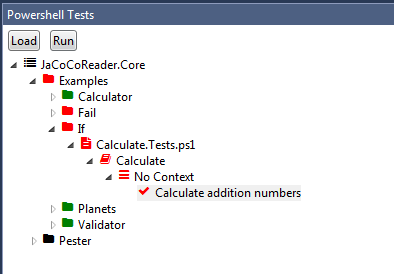 Powershell Tests
Load Run
JaCoCoReader.Core
Examples
Calculator
Fail
If
Calculate.Tests.ps1
Calculate
No Context
Calculate addition numbers
Planets
Validator
Pester